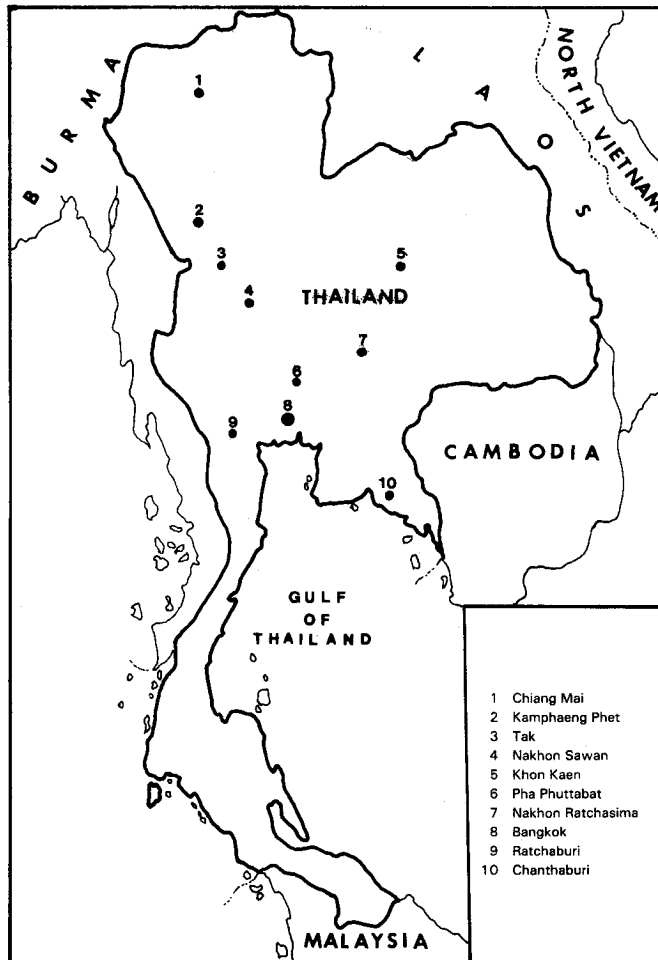 BURMA
LAOS
NORTH VIETNAM
1
2
3
4
5
THAILAND
7
6
8
9
CAMBODIA
10
GULF
OF
THAILAND
1 Chiang Mai
2 Kamphaeng Phet
3 Tak
4 Nakhon Sawan
5 Khon Kaen
6 Pha Phuttabat
7 Nakhon Ratchasima
8 Bangkok
9 Ratchaburi
10 Chanthaburi
MALAYSIA